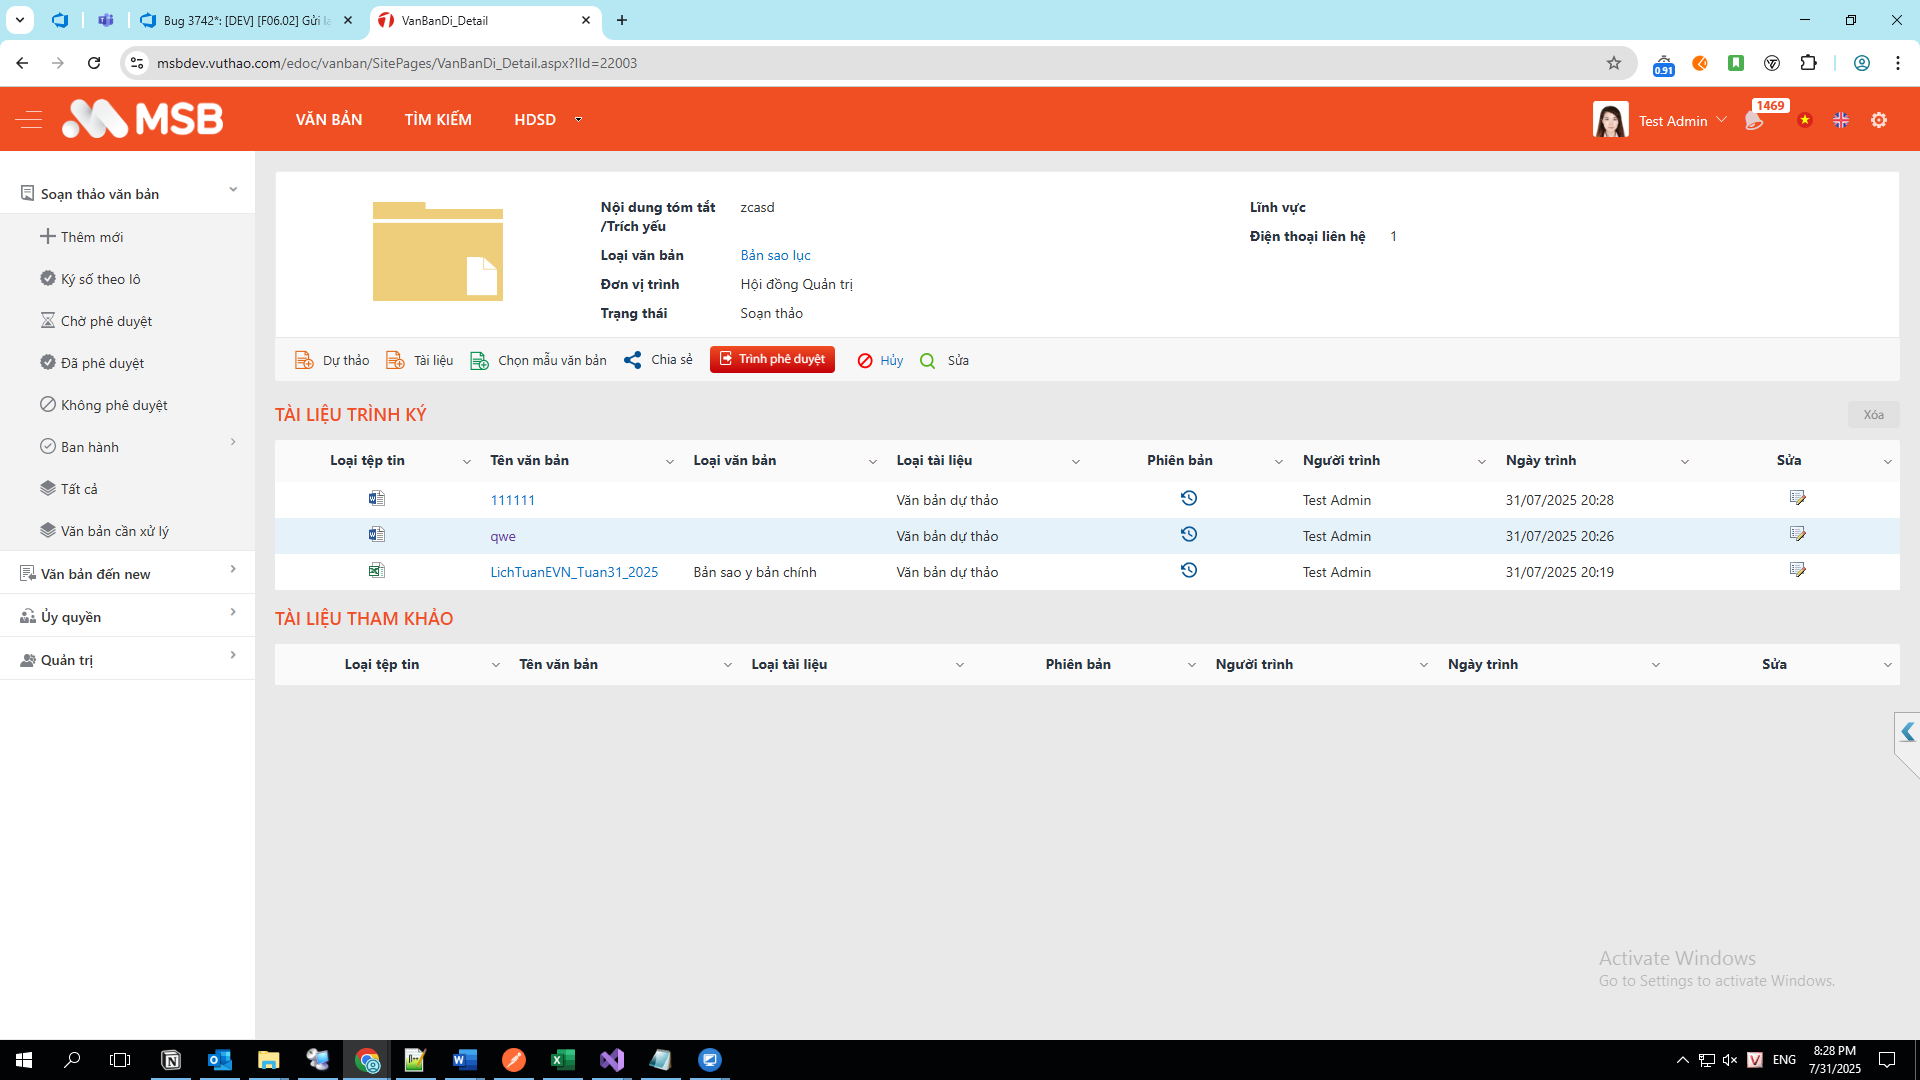 Bug 3742*: [DEV] [F06.02] Gửi
VanBanDi_Detail
msbdev.vuthao.com/edoc/vanban/SitePages/VanBanDi_Detail.aspx?IId=22003
0.91
MSB
VĂN BẢN
TÌM KIẾM
HDSD
Test Admin
1469
Soạn thảo văn bản
Thêm mới
Ký số theo lô
Chờ phê duyệt
Đã phê duyệt
Không phê duyệt
Ban hành
Tất cả
Văn bản cần xử lý
Văn bản đến new
Ủy quyền
Quản trị
Nội dung tóm tắt /Trích yếu zcasd
Loại văn bản Bản sao lục
Đơn vị trình Hội đồng Quản trị
Trạng thái Soạn thảo
Lĩnh vực
Điện thoại liên hệ 1
Dự thảo Tài liệu Chọn mẫu văn bản Chia sẻ Trình phê duyệt Hủy Sửa
TÀI LIỆU TRÌNH KÝ
Xóa
Loại tệp tin Tên văn bản Loại văn bản Loại tài liệu Phiên bản Người trình Ngày trình Sửa
111111 Văn bản dự thảo Test Admin 31/07/2025 20:28
qwe Văn bản dự thảo Test Admin 31/07/2025 20:26
LichTuanEVN_Tuan31_2025 Bản sao y bản chính Văn bản dự thảo Test Admin 31/07/2025 20:19
TÀI LIỆU THAM KHẢO
Loại tệp tin Tên văn bản Loại tài liệu Phiên bản Người trình Ngày trình Sửa
Activate Windows
Go to Settings to activate Windows.
ENG
8:28 PM
7/31/2025